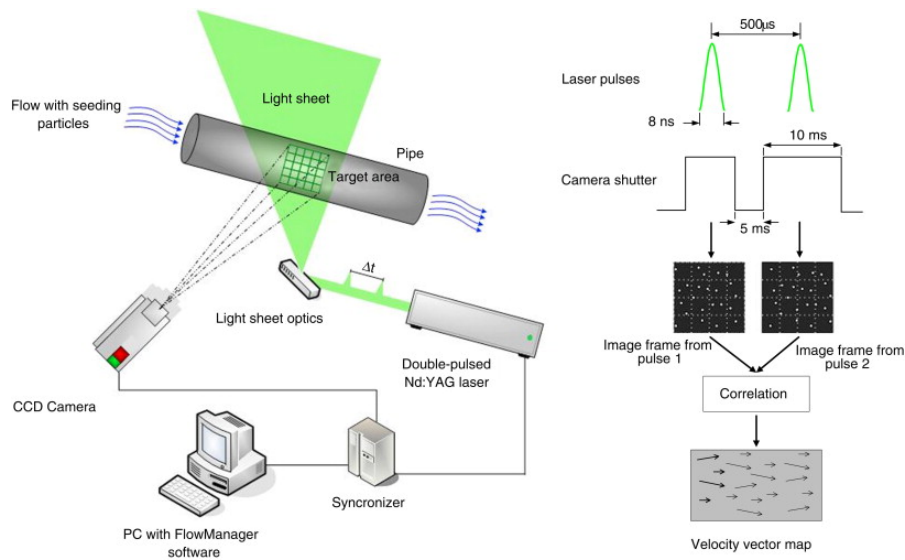 Flow with seeding
particles
Light sheet
Pipe
Target area
Δt
Light sheet optics
Double-pulsed
Nd:YAG laser
CCD Camera
Syncronizer
PC with FlowManager
software
500µs
Laser pulses
8 ns
10 ms
Camera shutter
5 ms
Image frame from
pulse 1
Image frame from
pulse 2
Correlation
Velocity vector map